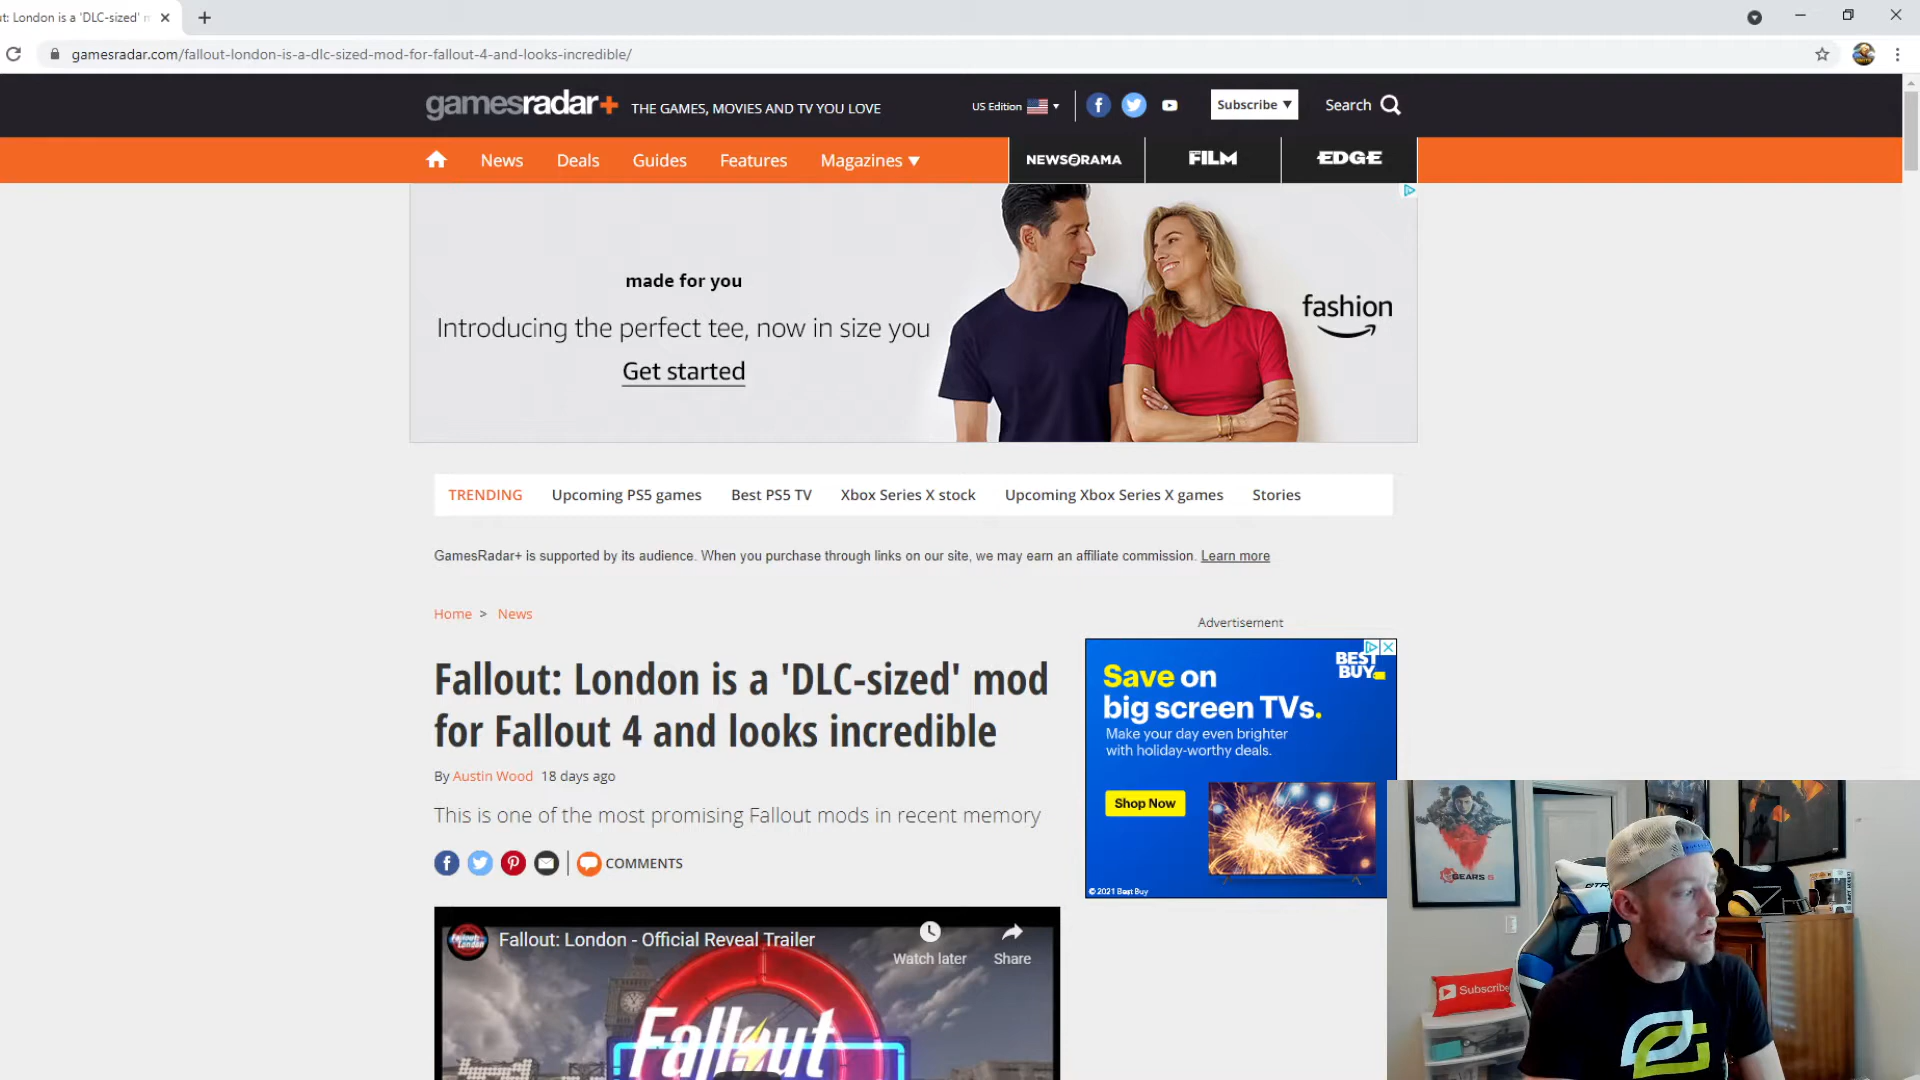 ut: London is a 'DLC-sized' m
gamesradar.com/fallout-london-is-a-dlc-sized-mod-for-fallout-4-and-looks-incredible/
gamesradar+ THE GAMES, MOVIES AND TV YOU LOVE
US Edition
Subscribe ▼
Search
News
Deals
Guides
Features
Magazines ▼
NEWSARAMA
FILM
EDGE
made for you
Introducing the perfect tee, now in size you
Get started
fashion
TRENDING
Upcoming PS5 games
Best PS5 TV
Xbox Series X stock
Upcoming Xbox Series X games
Stories
GamesRadar+ is supported by its audience. When you purchase through links on our site, we may earn an affiliate commission. Learn more
Home > News
Advertisement
Fallout: London is a 'DLC-sized' mod
for Fallout 4 and looks incredible
By Austin Wood 18 days ago
This is one of the most promising Fallout mods in recent memory
COMMENTS
BEST
BUY
Save on
big screen TVs.
Make your day even brighter
with holiday-worthy deals.
Shop Now
© 2021 Best Buy
Fallout: London - Official Reveal Trailer
Watch later
Share
Fallout
GEARS 5
Subscribe